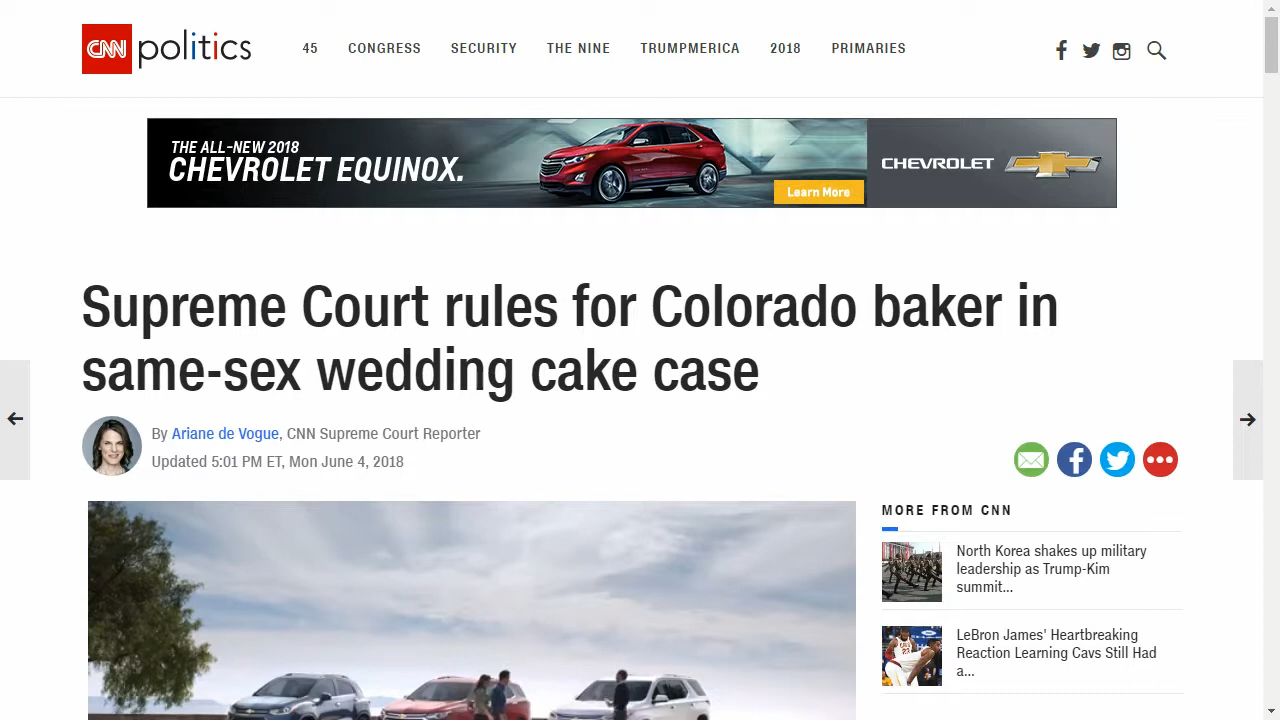 CNN politics
45 CONGRESS SECURITY THE NINE TRUMPMERICA 2018 PRIMARIES
THE ALL-NEW 2018
CHEVROLET EQUINOX.
CHEVROLET
Learn More
Supreme Court rules for Colorado baker in
same-sex wedding cake case
By Ariane de Vogue, CNN Supreme Court Reporter
Updated 5:01 PM ET, Mon June 4, 2018
MORE FROM CNN
North Korea shakes up military
leadership as Trump-Kim
summit...
LeBron James' Heartbreaking
Reaction Learning Cavs Still Had
a...